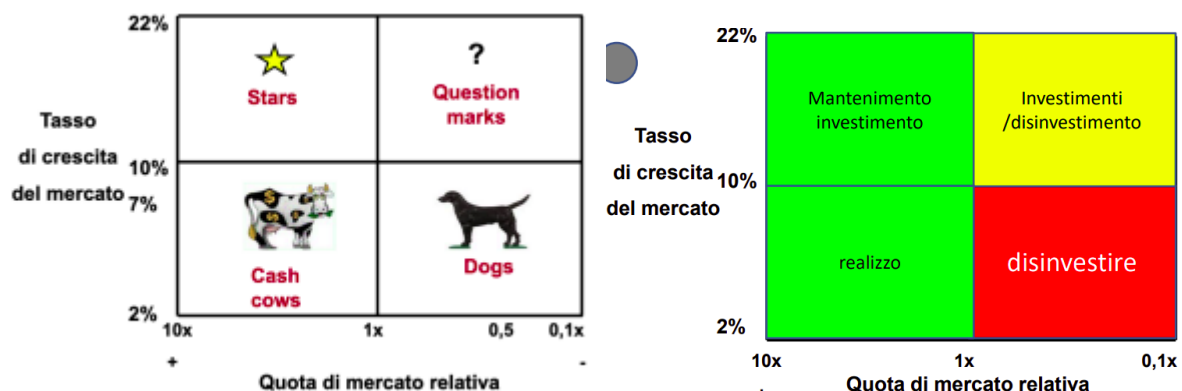 22%
Stars
?
Question
marks
Tasso
di crescita
del mercato
10%
7%
Cash
cows
Dogs
2%
10x
1x
0,5
0,1x
+
-
Quota di mercato relativa
22%
Mantenimento
investimento
Investimenti
/disinvestimento
Tasso
di crescita
del mercato
10%
realizzo
disinvestire
2%
10x
1x
0,1x
Quota di mercato relativa